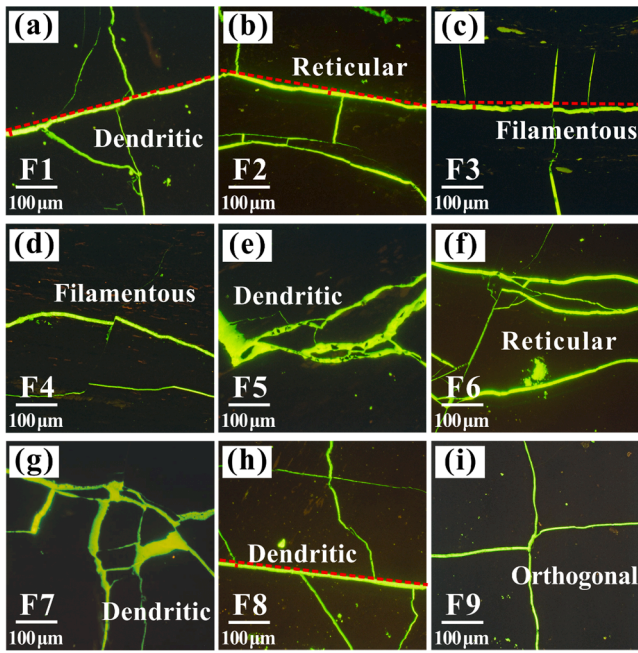 (a)
Dendritic
F1
100μm
(b)
Reticular
F2
100μm
(c)
Filamentous
F3
100μm
(d)
Filamentous
F4
100μm
(e)
Dendritic
F5
100μm
(f)
Reticular
F6
100μm
(g)
Dendritic
F7
100μm
(h)
Dendritic
F8
100μm
(i)
Orthogonal
F9
100μm